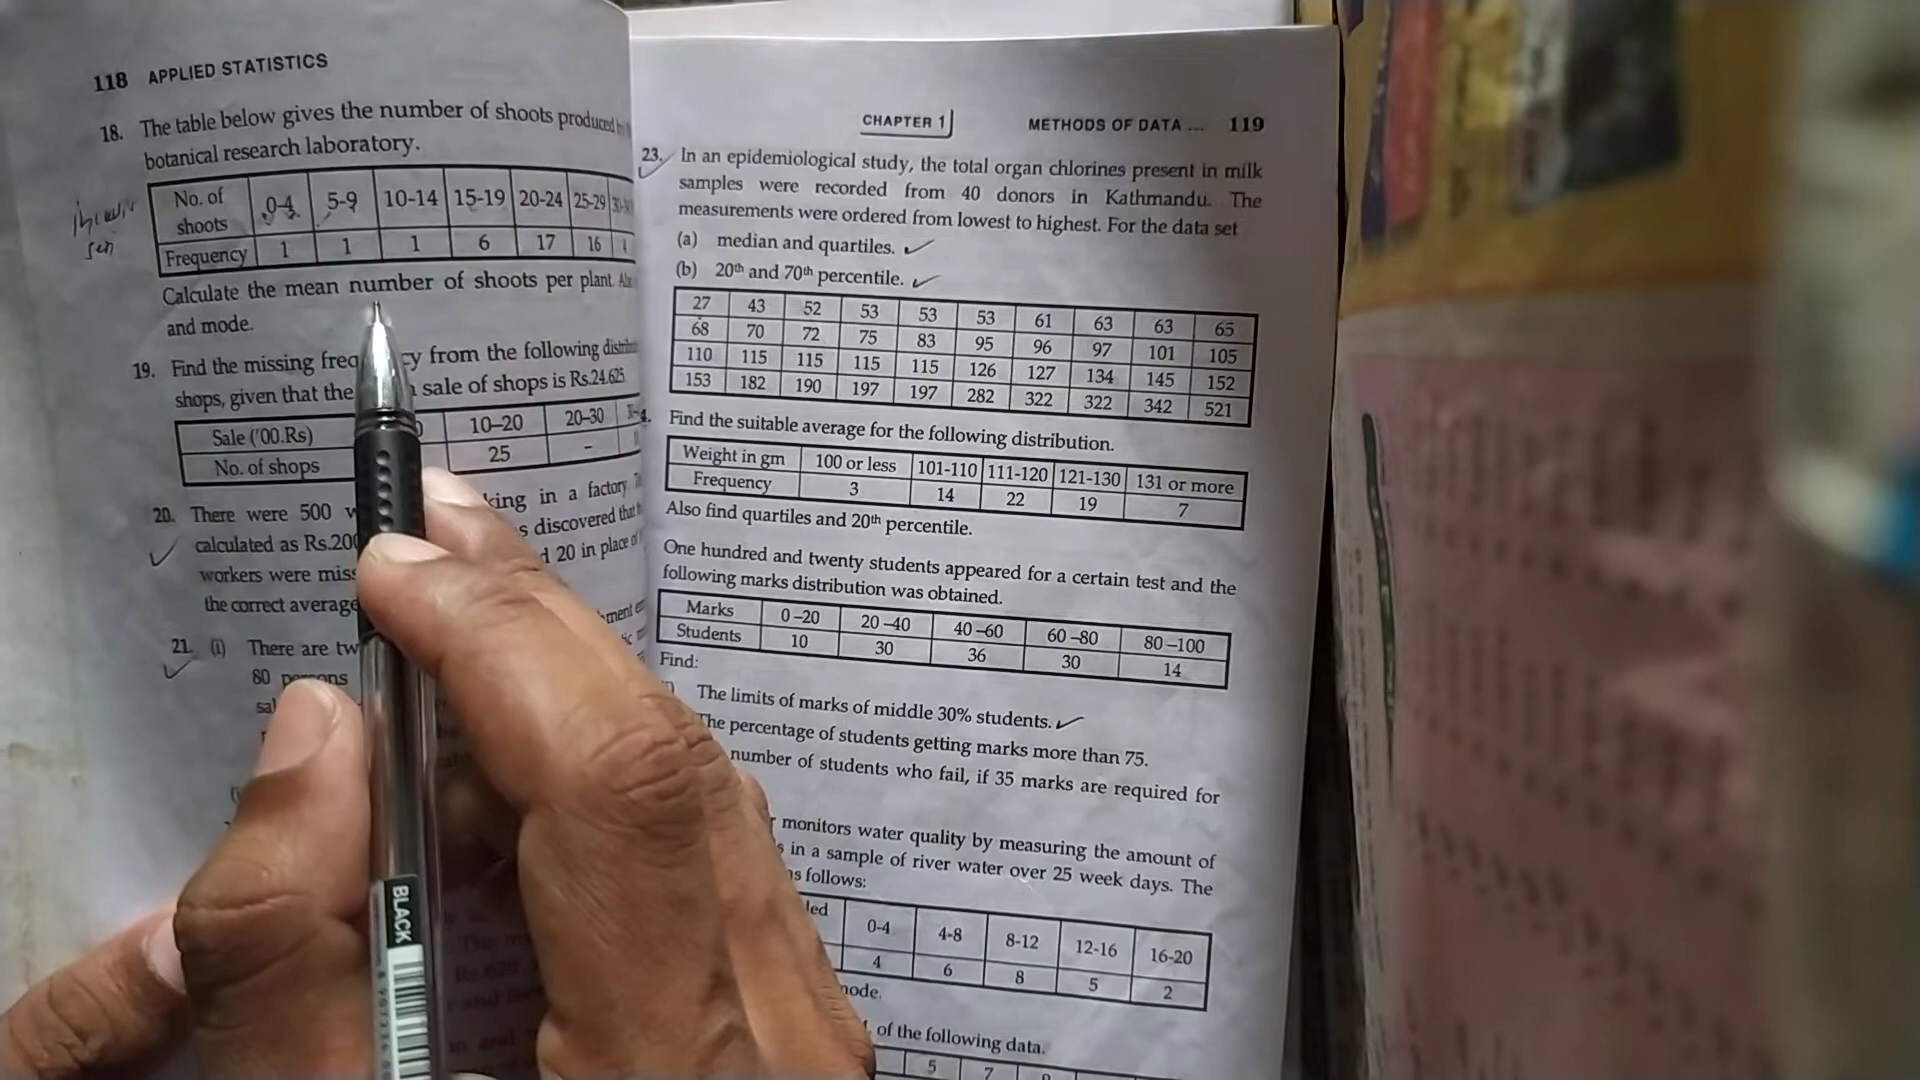 118 APPLIED STATISTICS
18. The table below gives the number of shoots produced
botanical research laboratory.
No. of shoots 0-4 5-9 10-14 15-19 20-24 25-29
Frequency 1 1 1 6 17 16
Calculate the mean number of shoots per plant.
and mode.
19. Find the missing freq cy from the following
shops, given that the sale of shops is Rs.24.625
Sale ('00.Rs) 10–20 20–30
No. of shops 25 –
20. There were 500 king in a factory
calculated as Rs.200 s discovered that
workers were miss d 20 in place of
the correct average
21. (i) There are tw
80 persons
sal
BLACK
CHAPTER 1 METHODS OF DATA ... 119
23. In an epidemiological study, the total organ chlorines present in milk
samples were recorded from 40 donors in Kathmandu. The
measurements were ordered from lowest to highest. For the data set
(a) median and quartiles.
(b) 20th and 70th percentile.
27 43 52 53 53 53 61 63 63 65
68 70 72 75 83 95 96 97 101 105
110 115 115 115 115 126 127 134 145 152
153 182 190 197 197 282 322 322 342 521
Find the suitable average for the following distribution.
Weight in gm 100 or less 101-110 111-120 121-130 131 or more
Frequency 3 14 22 19 7
Also find quartiles and 20th percentile.
One hundred and twenty students appeared for a certain test and the
following marks distribution was obtained.
Marks 0–20 20–40 40–60 60–80 80–100
Students 10 30 36 30 14
Find:
The limits of marks of middle 30% students.
The percentage of students getting marks more than 75.
number of students who fail, if 35 marks are required for
monitors water quality by measuring the amount of
s in a sample of river water over 25 week days. The
as follows:
led 0-4 4-8 8-12 12-16 16-20
4 6 8 5 2
mode.
of the following data.
5 7